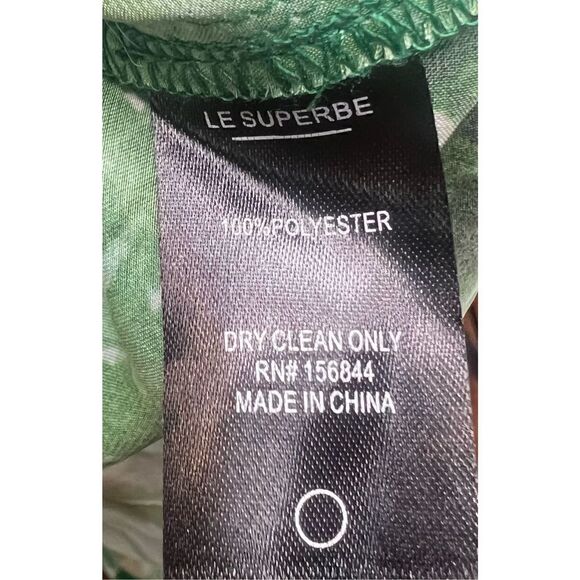 LE SUPERBE
100%POLYESTER
DRY CLEAN ONLY
RN# 156844
MADE IN CHINA